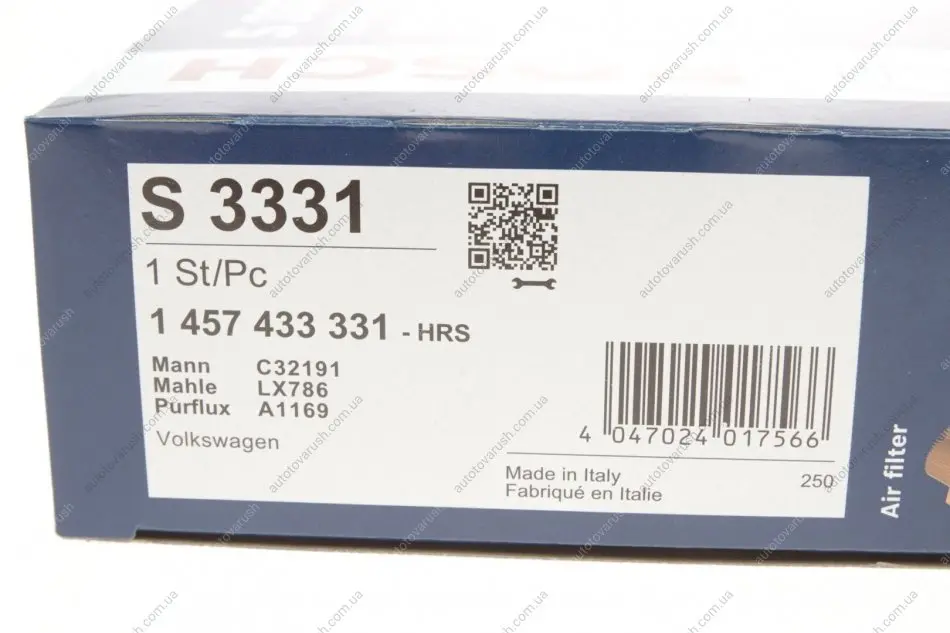 BOSCH
S 3331
1 St/Pc
1 457 433 331 - HRS
Mann C32191
Mahle LX786
Purflux A1169
Volkswagen
4 047024 017566
Made in Italy
Fabriqué en Italie
250
Air filter
autotovarush.com.ua